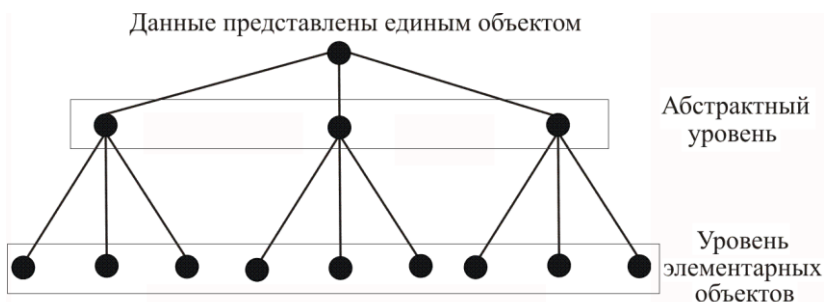 Данные представлены единым объектом
Абстрактный
уровень
Уровень
элементарных
объектов